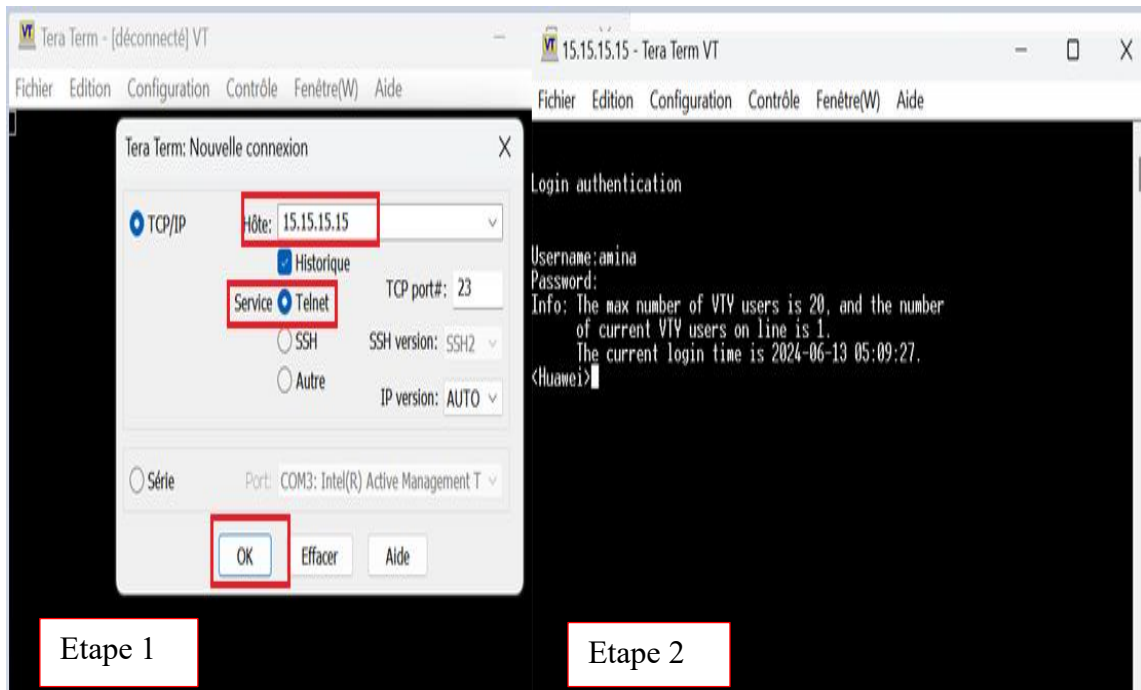 Tera Term - [déconnecté] VT
Fichier Edition Configuration Contrôle Fenêtre(W) Aide
Tera Term: Nouvelle connexion
TCP/IP Hôte: 15.15.15.15
Historique
Service Telnet TCP port#: 23
SSH SSH version: SSH2
Autre IP version: AUTO
Série Port: COM3: Intel(R) Active Management T
OK Effacer Aide
Etape 1
15.15.15.15 - Tera Term VT
Fichier Edition Configuration Contrôle Fenêtre(W) Aide
Login authentication
Username:amina
Password:
Info: The max number of VTY users is 20, and the number
of current VTY users on line is 1.
The current login time is 2024-06-13 05:09:27.
<Huawei>
Etape 2